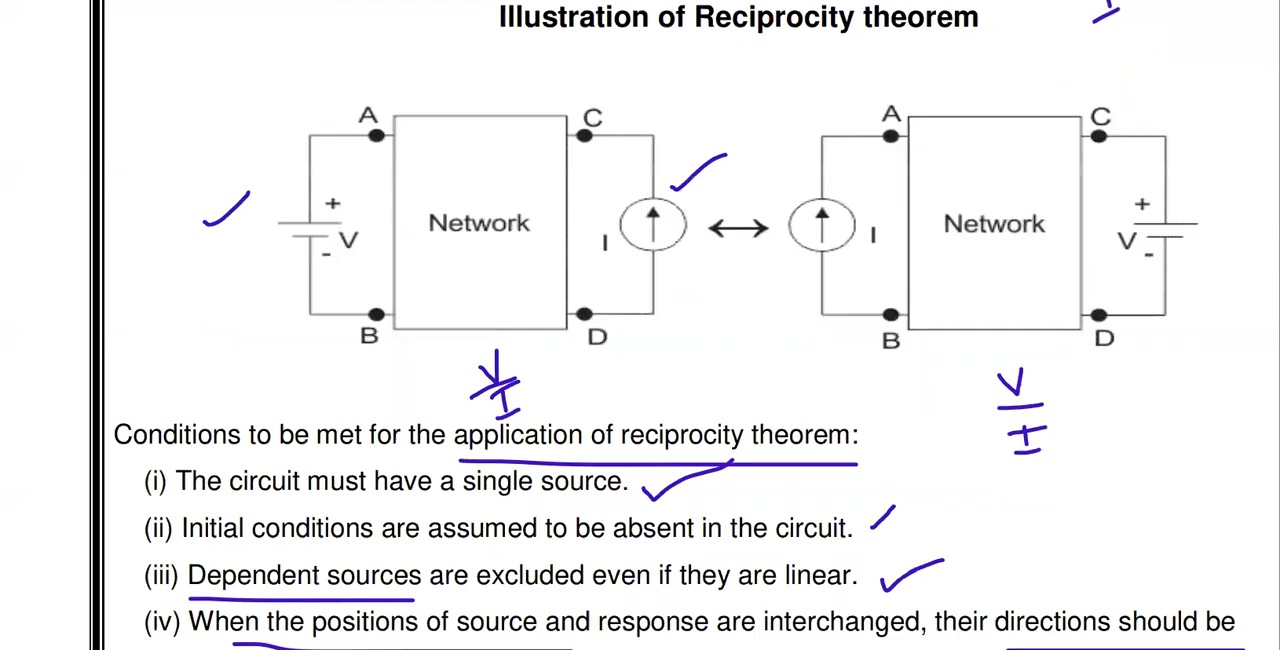 Illustration of Reciprocity theorem
I
A C A C
+ V - Network I I Network + V -
B D B D
V/I
V/I
Conditions to be met for the application of reciprocity theorem:
(i) The circuit must have a single source.
(ii) Initial conditions are assumed to be absent in the circuit.
(iii) Dependent sources are excluded even if they are linear.
(iv) When the positions of source and response are interchanged, their directions should be